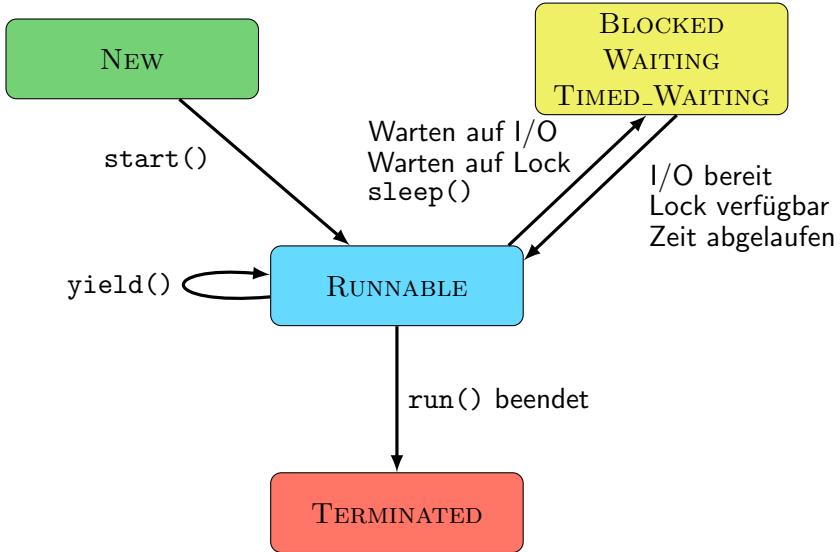 NEW
BLOCKED
WAITING
TIMED_WAITING
start()
Warten auf I/O
Warten auf Lock
sleep()
I/O bereit
Lock verfügbar
Zeit abgelaufen
yield()
RUNNABLE
run() beendet
TERMINATED